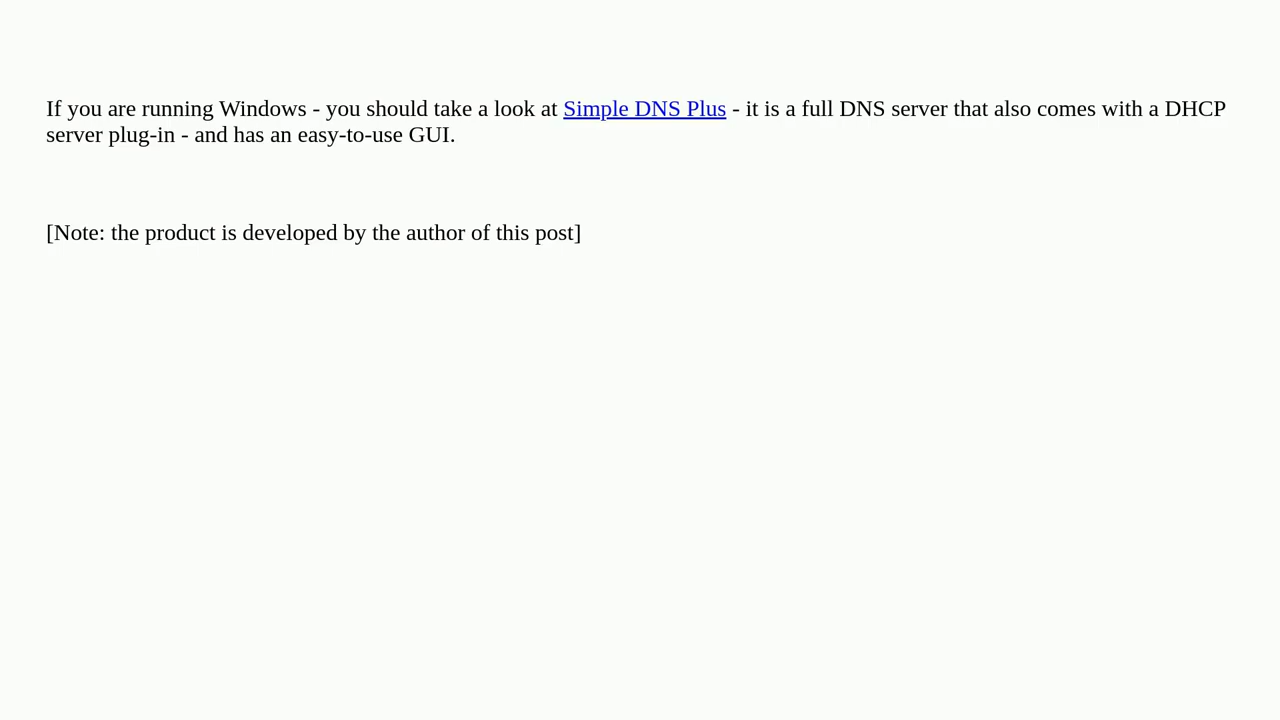 If you are running Windows - you should take a look at Simple DNS Plus - it is a full DNS server that also comes with a DHCP
server plug-in - and has an easy-to-use GUI.
[Note: the product is developed by the author of this post]